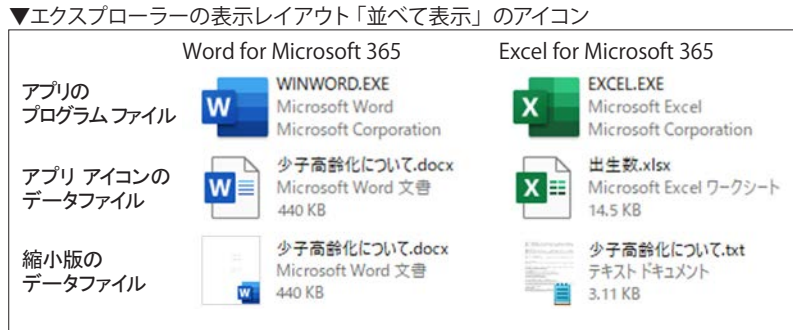 ▼エクスプローラーの表示レイアウト「並べて表示」のアイコン
Word for Microsoft 365
Excel for Microsoft 365
アプリの
プログラム ファイル
WINWORD.EXE
Microsoft Word
Microsoft Corporation
EXCEL.EXE
Microsoft Excel
Microsoft Corporation
アプリ アイコンの
データファイル
少子高齢化について.docx
Microsoft Word 文書
440 KB
出生数.xlsx
Microsoft Excel ワークシート
14.5 KB
縮小版の
データファイル
少子高齢化について.docx
Microsoft Word 文書
440 KB
少子高齢化について.txt
テキスト ドキュメント
3.11 KB